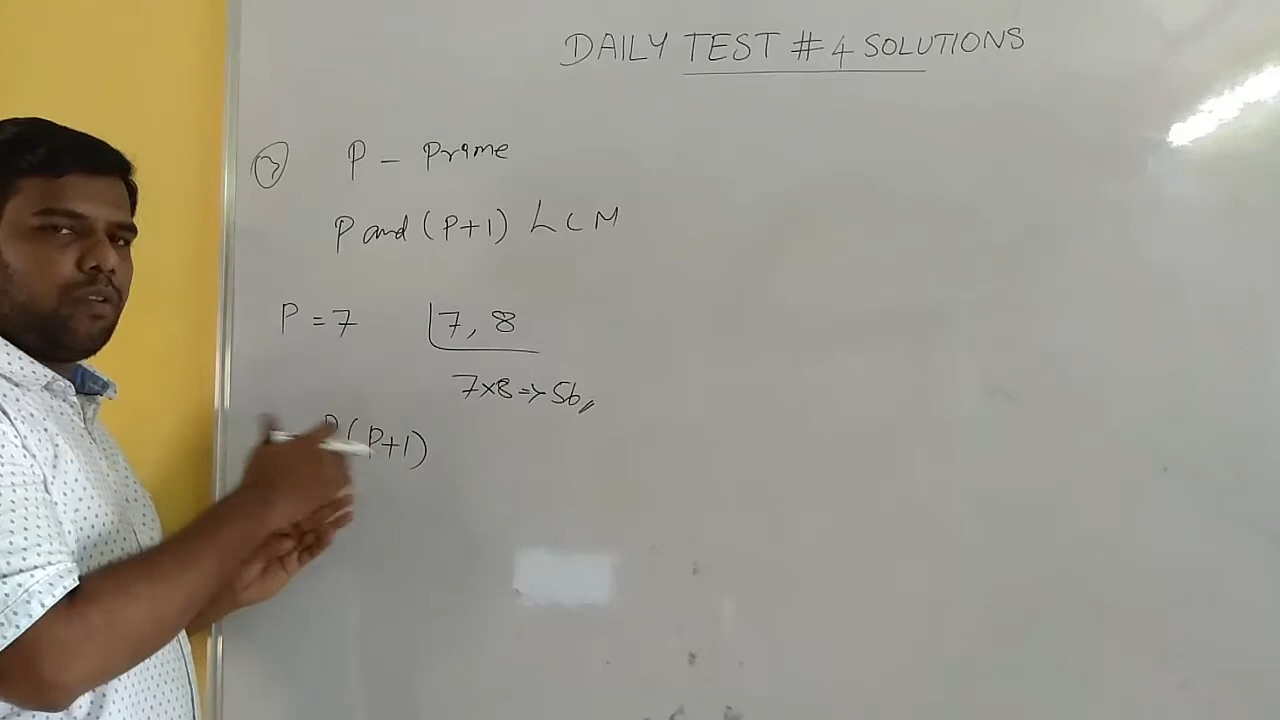 DAILY TEST # 4 SOLUTIONS
P - Prime
P and (P+1) LCM
P = 7
7, 8
7×8 => 56,,
P(P+1)